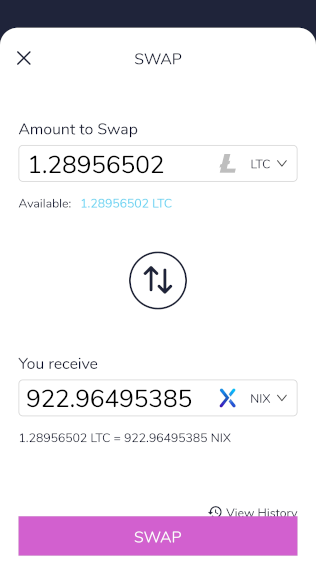 SWAP
Amount to Swap
1.28956502 LTC
Available: 1.28956502 LTC
You receive
922.96495385 NIX
1.28956502 LTC = 922.96495385 NIX
View History
SWAP